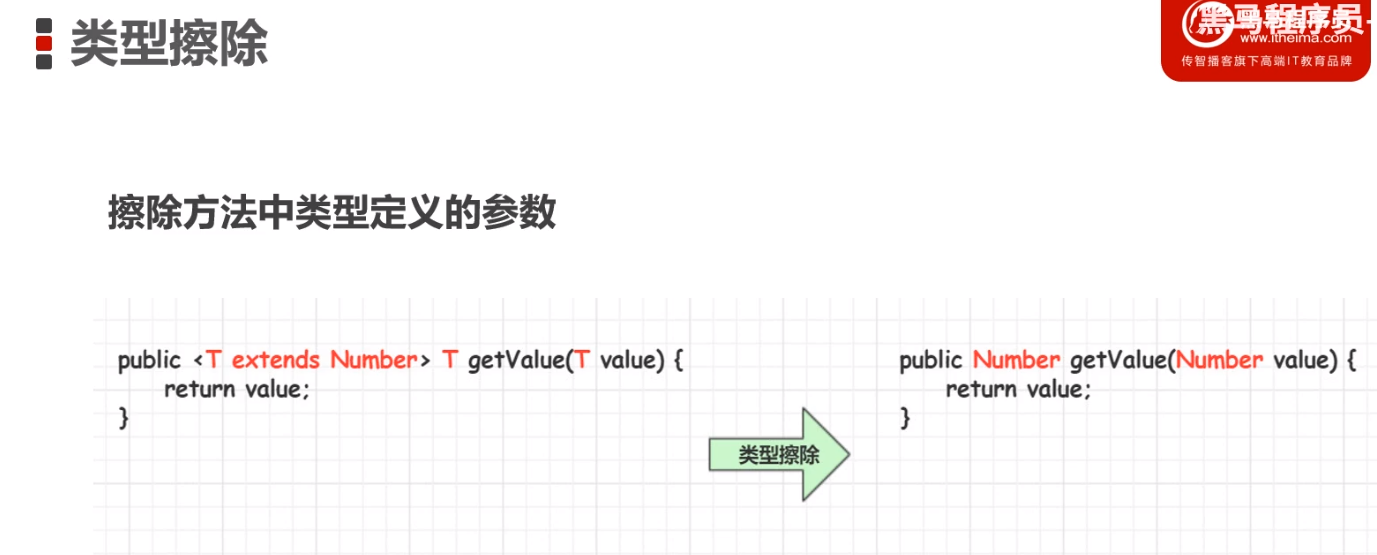 类型擦除
黑马程序员-
www.itheima.com
传智播客旗下高端IT教育品牌
擦除方法中类型定义的参数
public <T extends Number> T getValue(T value) {
return value;
}
类型擦除
public Number getValue(Number value) {
return value;
}